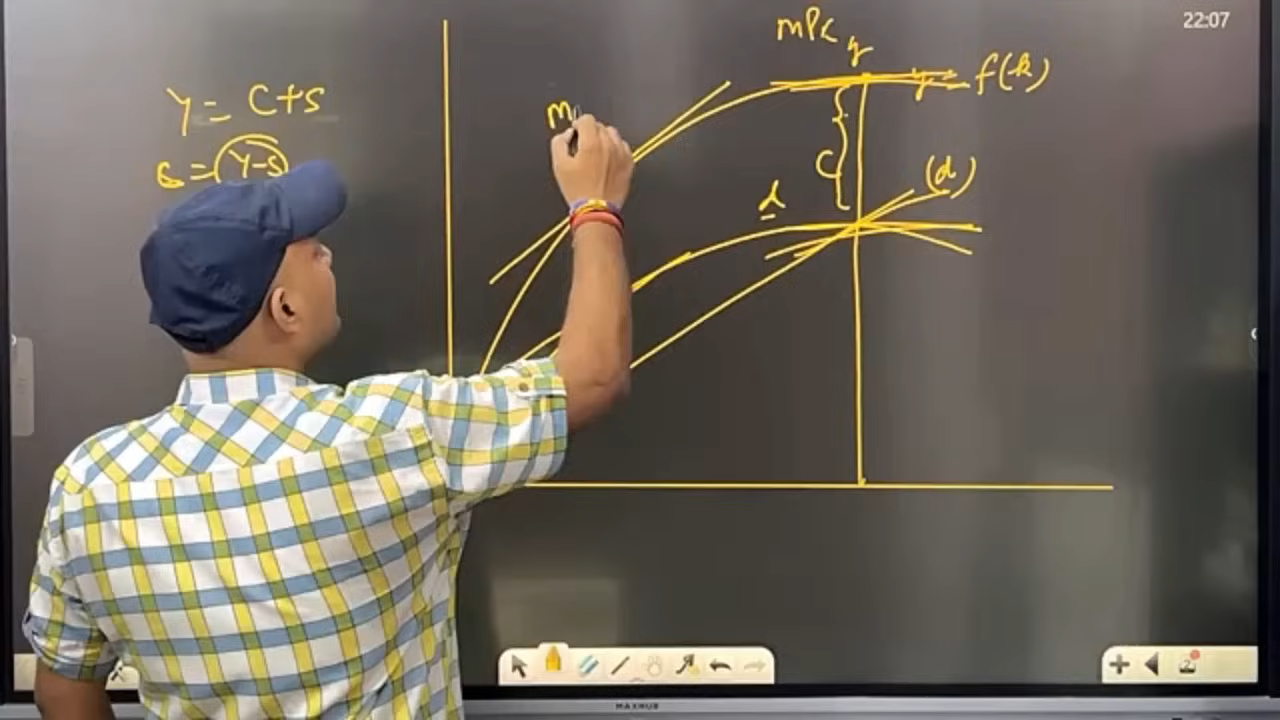 22:07
MPK
y
y = f(k)
Y = C+S
M
C = Y-S
C
s
(d)
MAXHUB